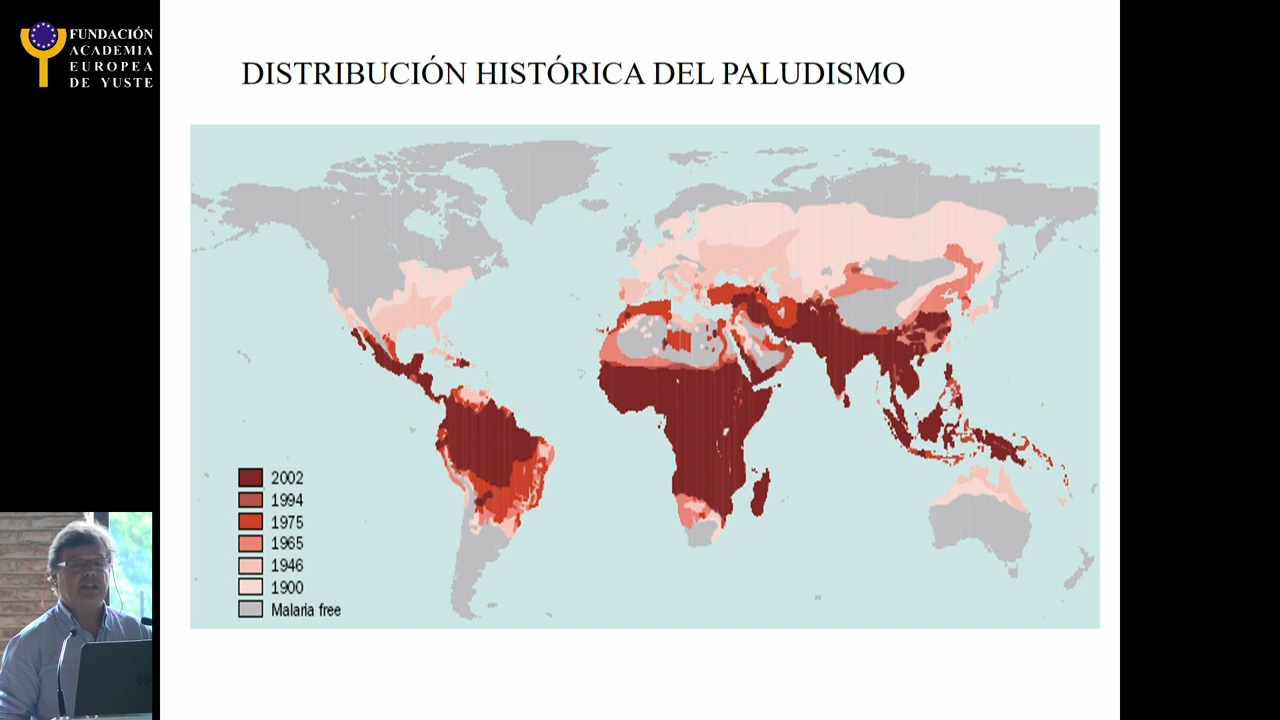 FUNDACIÓN
ACADEMIA
EUROPEA
DE YUSTE
DISTRIBUCIÓN HISTÓRICA DEL PALUDISMO
2002
1994
1975
1965
1946
1900
Malaria free